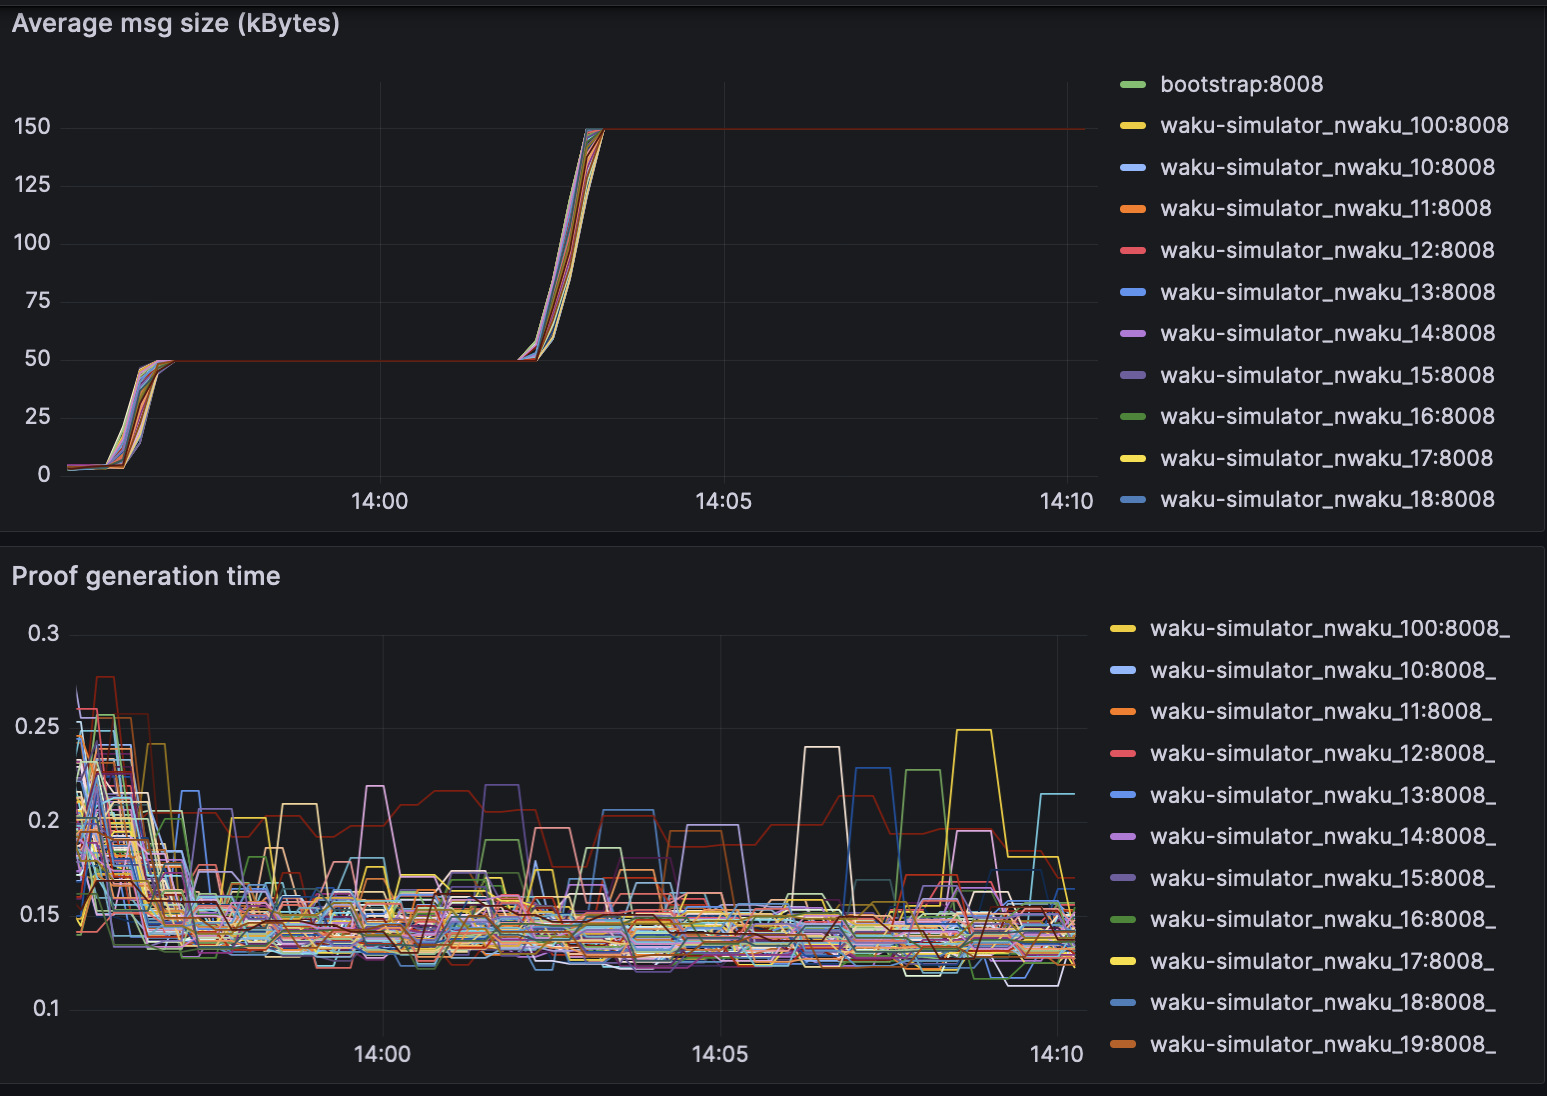 Average msg size (kBytes)
150
125
100
75
50
25
0
14:00 14:05 14:10
bootstrap:8008
waku-simulator_nwaku_100:8008
waku-simulator_nwaku_10:8008
waku-simulator_nwaku_11:8008
waku-simulator_nwaku_12:8008
waku-simulator_nwaku_13:8008
waku-simulator_nwaku_14:8008
waku-simulator_nwaku_15:8008
waku-simulator_nwaku_16:8008
waku-simulator_nwaku_17:8008
waku-simulator_nwaku_18:8008
Proof generation time
0.3
0.25
0.2
0.15
0.1
14:00 14:05 14:10
waku-simulator_nwaku_100:8008_
waku-simulator_nwaku_10:8008_
waku-simulator_nwaku_11:8008_
waku-simulator_nwaku_12:8008_
waku-simulator_nwaku_13:8008_
waku-simulator_nwaku_14:8008_
waku-simulator_nwaku_15:8008_
waku-simulator_nwaku_16:8008_
waku-simulator_nwaku_17:8008_
waku-simulator_nwaku_18:8008_
waku-simulator_nwaku_19:8008_